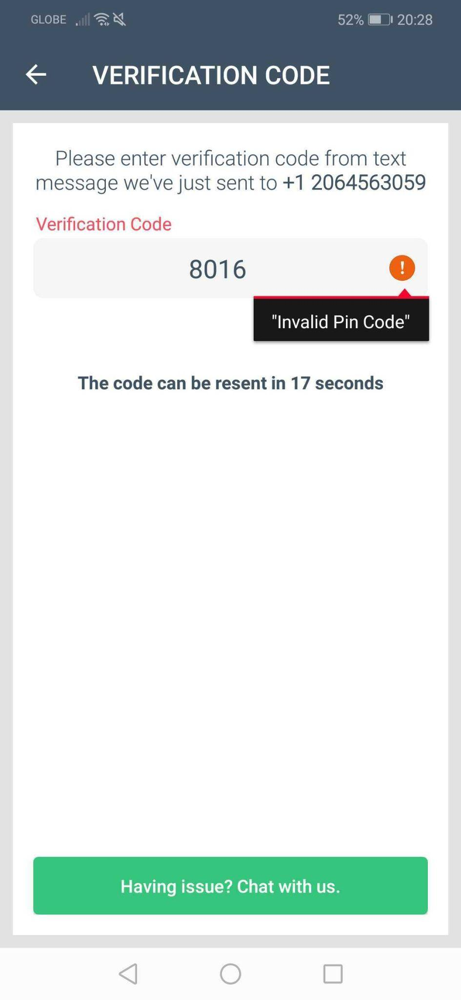 GLOBE 52% 20:28
VERIFICATION CODE
Please enter verification code from text
message we've just sent to +1 2064563059
Verification Code
8016
!
"Invalid Pin Code"
The code can be resent in 17 seconds
Having issue? Chat with us.